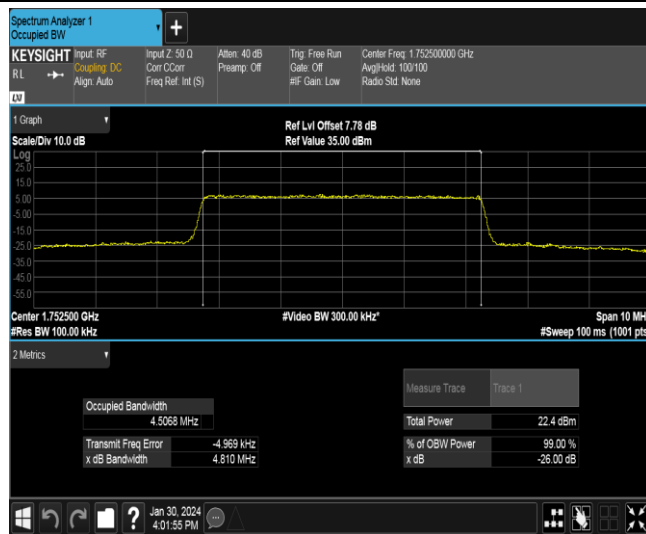 Spectrum Analyzer 1
Occupied BW
+
KEYSIGHT
RL
LXI
Input: RF
Coupling: DC
Align: Auto
Input Z: 50 Ω
Corr CCorr
Freq Ref: Int (S)
Atten: 40 dB
Preamp: Off
Trig: Free Run
Gate: Off
#IF Gain: Low
Center Freq: 1.752500000 GHz
Avg|Hold: 100/100
Radio Std: None
1 Graph
Scale/Div 10.0 dB
Ref Lvl Offset 7.78 dB
Ref Value 35.00 dBm
Log
25.0
15.0
5.00
-5.00
-15.0
-25.0
-35.0
-45.0
-55.0
Center 1.752500 GHz
#Video BW 300.00 kHz*
Span 10 MH
#Res BW 100.00 kHz
#Sweep 100 ms (1001 pts
2 Metrics
Measure Trace Trace 1
Occupied Bandwidth
4.5068 MHz
Total Power 22.4 dBm
Transmit Freq Error -4.969 kHz
% of OBW Power 99.00 %
x dB Bandwidth 4.810 MHz
x dB -26.00 dB
?
Jan 30, 2024
4:01:55 PM